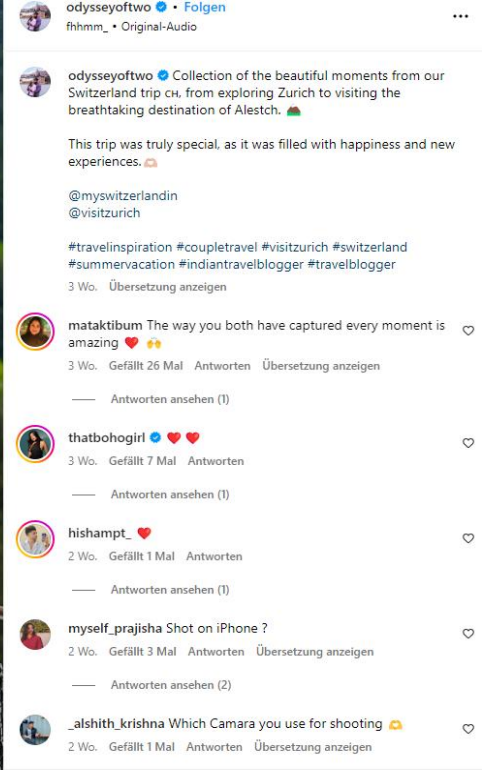 odysseyoftwo • Folgen
fhhmm_ • Original-Audio
odysseyoftwo Collection of the beautiful moments from our
Switzerland trip 🇨🇭, from exploring Zurich to visiting the
breathtaking destination of Alestch. ⛰️
This trip was truly special, as it was filled with happiness and new
experiences.🫶🏻
@myswitzerlandin
@visitzurich
#travelinspiration #coupletravel #visitzurich #switzerland
#summervacation #indiantravelblogger #travelblogger
3 Wo. Übersetzung anzeigen
mataktibum The way you both have captured every moment is
amazing ❤️ 🙌
3 Wo. Gefällt 26 Mal Antworten Übersetzung anzeigen
Antworten ansehen (1)
thatbohogirl ❤️❤️
3 Wo. Gefällt 7 Mal Antworten
Antworten ansehen (1)
hishampt_ ❤️
2 Wo. Gefällt 1 Mal Antworten
Antworten ansehen (1)
myself_prajisha Shot on iPhone ?
2 Wo. Gefällt 3 Mal Antworten Übersetzung anzeigen
Antworten ansehen (2)
_alshith_krishna Which Camara you use for shooting 🫶
2 Wo. Gefällt 1 Mal Antworten Übersetzung anzeigen